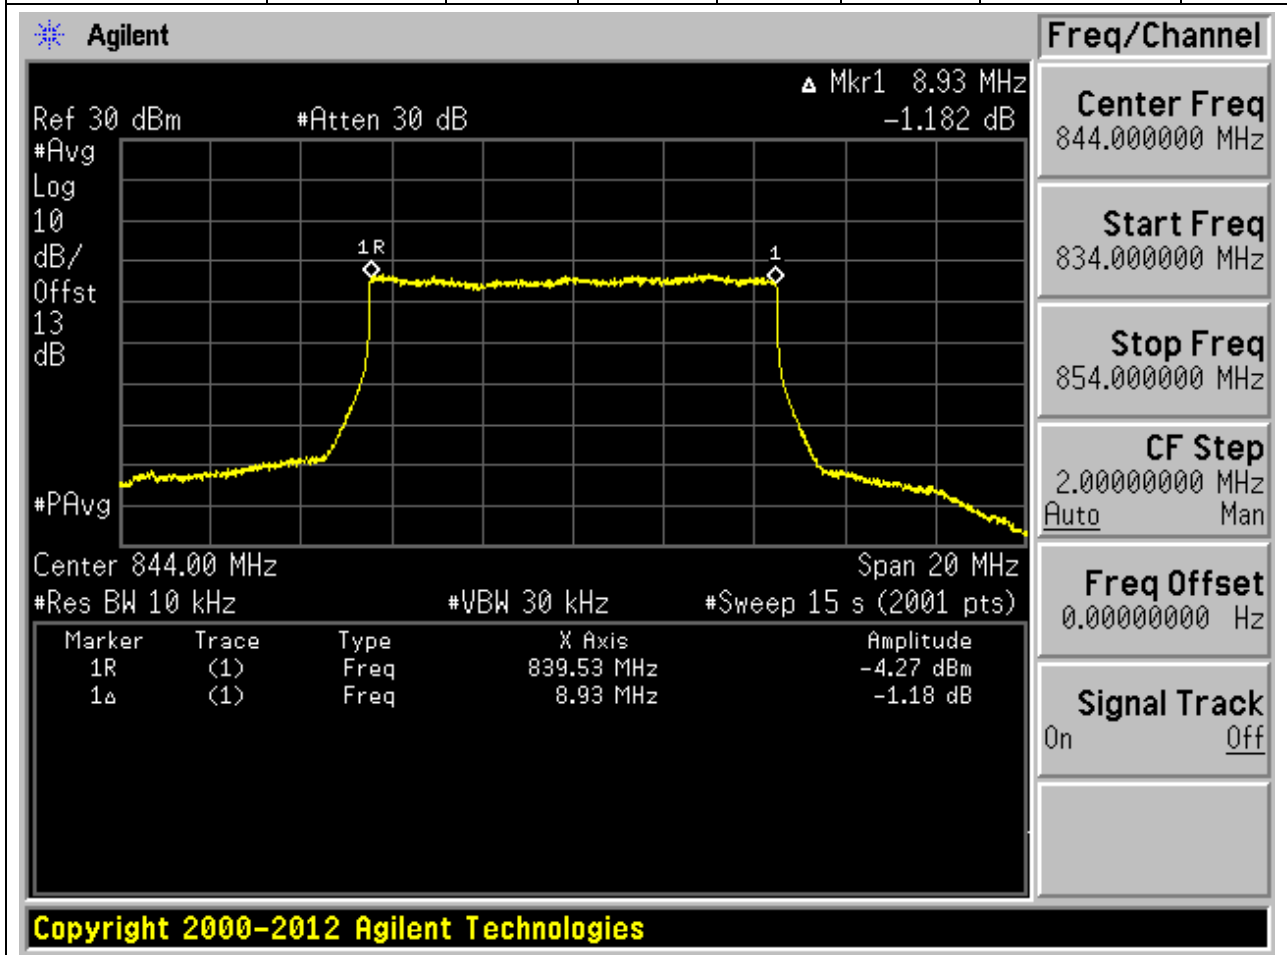 Agilent
Freq/Channel
Δ Mkr1 8.93 MHz
Ref 30 dBm #Atten 30 dB -1.182 dB
#Avg
Log
10
dB/
Offst
13
dB
#PAvg
1R
1
Center 844.00 MHz Span 20 MHz
#Res BW 10 kHz #VBW 30 kHz #Sweep 15 s (2001 pts)
Marker Trace Type X Axis Amplitude
1R (1) Freq 839.53 MHz -4.27 dBm
1Δ (1) Freq 8.93 MHz -1.18 dB
Center Freq
844.000000 MHz
Start Freq
834.000000 MHz
Stop Freq
854.000000 MHz
CF Step
2.00000000 MHz
Auto Man
Freq Offset
0.00000000 Hz
Signal Track
On Off
Copyright 2000-2012 Agilent Technologies